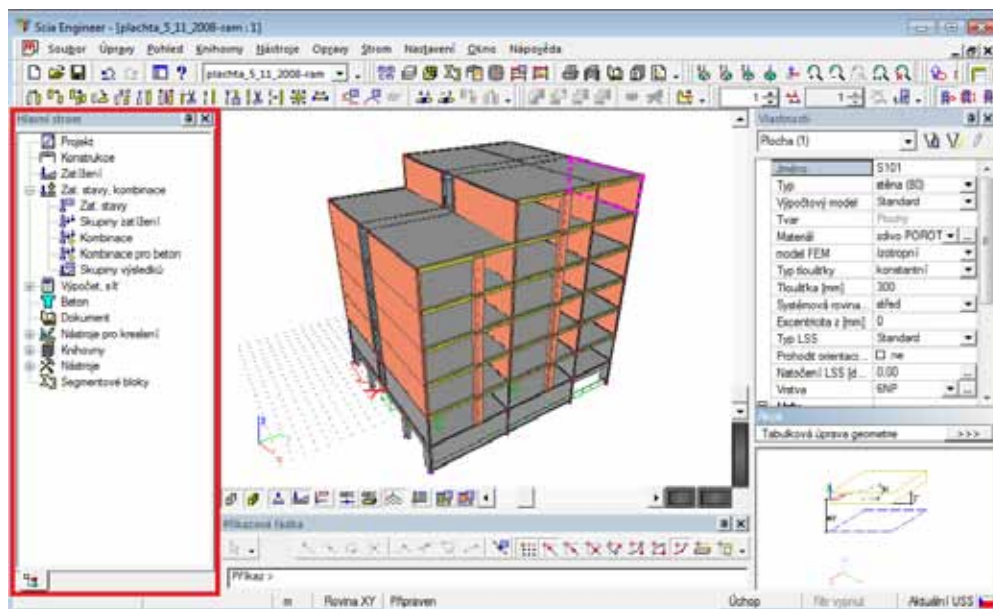 Scia Engineer - [plachta_5_11_2008-ram : 1]
Soubor Úpravy Pohled Knihovny Nástroje Opravy Strom Nastavení Okno Nápověda
plachta_5_11_2008-ram
1 1
Hlavní strom
Projekt
Konstrukce
Zatížení
Zat. stavy, kombinace
Zat. stavy
Skupiny zatížení
Kombinace
Kombinace pro beton
Skupiny výsledků
Výpočet, síť
Beton
Dokument
Nástroje pro kreslení
Knihovny
Nástroje
Segmentové bloky
Vlastnosti
Plocha (1)
Jméno S101
Typ stěna (80)
Výpočtový model Standard
Tvar Plochý
Materiál zdivo POROT ...
model FEM Izotropní
Typ tloušťky konstantní
Tloušťka [mm] 300
Systémová rovina... střed
Excentricita z [mm] 0
Typ LSS Standard
Prohodit orientaci... ne
Natočení LSS [d... 0.00 ...
Vrstva 6NP ...
Akce
Tabulková úprava geometrie >>>
Příkazová řádka
Příkaz >
m Rovina XY Připraven Úchop Filtr vypnut Aktuální USS